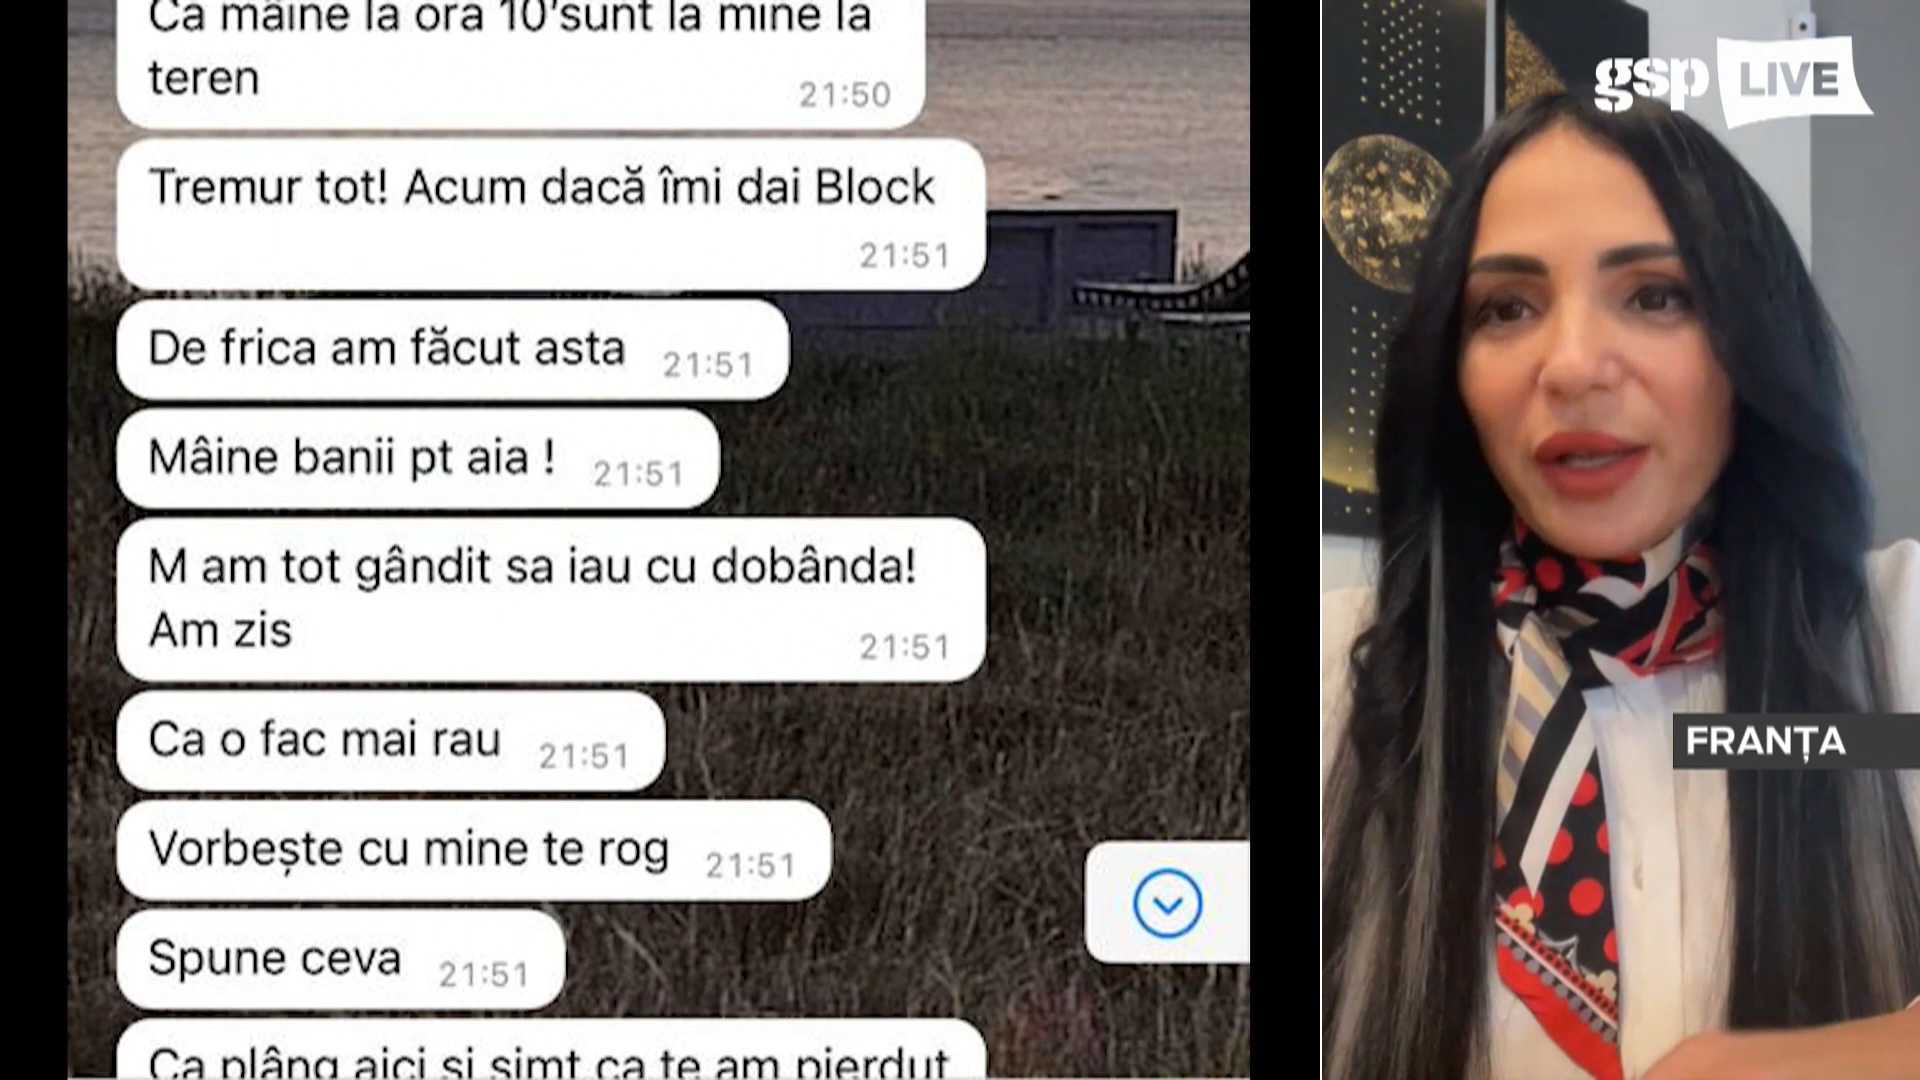 Ca mâine la ora 10'sunt la mine la
teren
21:50
Tremur tot! Acum dacă îmi dai Block
21:51
De frica am făcut asta 21:51
Mâine banii pt aia ! 21:51
M am tot gândit sa iau cu dobânda!
Am zis
21:51
Ca o fac mai rau 21:51
Vorbește cu mine te rog 21:51
Spune ceva 21:51
Ca plâng aici si simt ca te am pierdut
gsp LIVE
FRANȚA